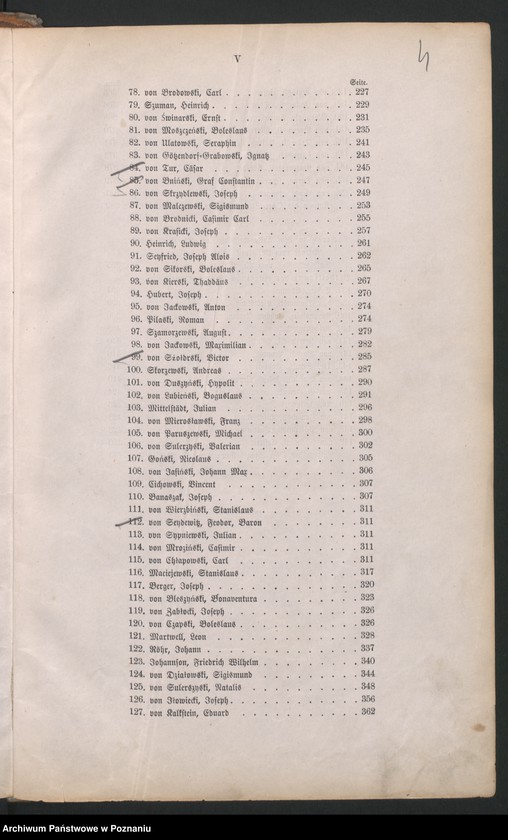 V
Seite.
78. von Brodowski, Carl . . . . . . . . . . . . 227
79. Szuman, Heinrich . . . . . . . . . . . . . 229
80. von Świnarski, Ernst . . . . . . . . . . . . 231
81. von Moszczeński, Boleslaus . . . . . . . . . . 235
82. von Ulatowski, Seraphin . . . . . . . . . . . 241
83. von Götzendorf-Grabowski, Ignatz . . . . . . . . 243
84. von Tur, Cäsar . . . . . . . . . . . . . . 245
85. von Bniński, Graf Constantin . . . . . . . . . 247
86. von Skrzydlewski, Joseph . . . . . . . . . . . 249
87. von Malczewski, Sigismund . . . . . . . . . . 253
88. von Brodnicki, Casimir Carl . . . . . . . . . . 255
89. von Krasicki, Joseph . . . . . . . . . . . . 257
90. Heinrich, Ludwig . . . . . . . . . . . . . 261
91. Seyfried, Joseph Alois . . . . . . . . . . . . 262
92. von Sikorski, Boleslaus . . . . . . . . . . . . 265
93. von Kierski, Thaddäus . . . . . . . . . . . . 267
94. Hubert, Joseph . . . . . . . . . . . . . . 270
95. von Jackowski, Anton . . . . . . . . . . . . 274
96. Pilaski, Roman . . . . . . . . . . . . . . 274
97. Szamorzewski, August . . . . . . . . . . . . 279
98. von Jackowski, Maximilian . . . . . . . . . . . 282
99. von Szołdrski, Victor . . . . . . . . . . . . 285
100. Skorzewski, Andreas . . . . . . . . . . . . 287
101. von Duszyński, Hypolit . . . . . . . . . . . 290
102. von Lubieński, Boguslaus . . . . . . . . . . . 291
103. Mittelstädt, Julian . . . . . . . . . . . . . 296
104. von Mierosławski, Franz . . . . . . . . . . . 298
105. von Paruszewski, Michael . . . . . . . . . . . 300
106. von Sulerzyski, Valerian . . . . . . . . . . . 302
107. Goński, Nicolaus . . . . . . . . . . . . . 305
108. von Jasiński, Johann Max . . . . . . . . . . . 306
109. Cichowski, Vincent . . . . . . . . . . . . 307
110. Banaszak, Joseph . . . . . . . . . . . . . 307
111. von Wierzbiński, Stanislaus . . . . . . . . . . 311
112. von Seydewitz, Feodor, Baron . . . . . . . . . 311
113. von Sypniewski, Julian . . . . . . . . . . . . 311
114. von Mroziński, Casimir . . . . . . . . . . . 311
115. von Chłapowski, Carl . . . . . . . . . . . . 311
116. Maciejewski, Stanislaus . . . . . . . . . . . . 317
117. Berger, Joseph . . . . . . . . . . . . . . 320
118. von Bleszyński, Bonaventura . . . . . . . . . . 323
119. von Zabłocki, Joseph . . . . . . . . . . . . 326
120. von Czapski, Boleslaus . . . . . . . . . . . . 326
121. Martwell, Leon . . . . . . . . . . . . . . 328
122. Röhr, Johann . . . . . . . . . . . . . . 337
123. Johannson, Friedrich Wilhelm . . . . . . . . . . 340
124. von Działowski, Sigismund . . . . . . . . . . 344
125. von Sulerzyski, Natalis . . . . . . . . . . . 348
126. von Iłowiecki, Joseph . . . . . . . . . . . . 356
127. von Kalkstein, Eduard . . . . . . . . . . . . 362
Archiwum Państwowe w Poznaniu